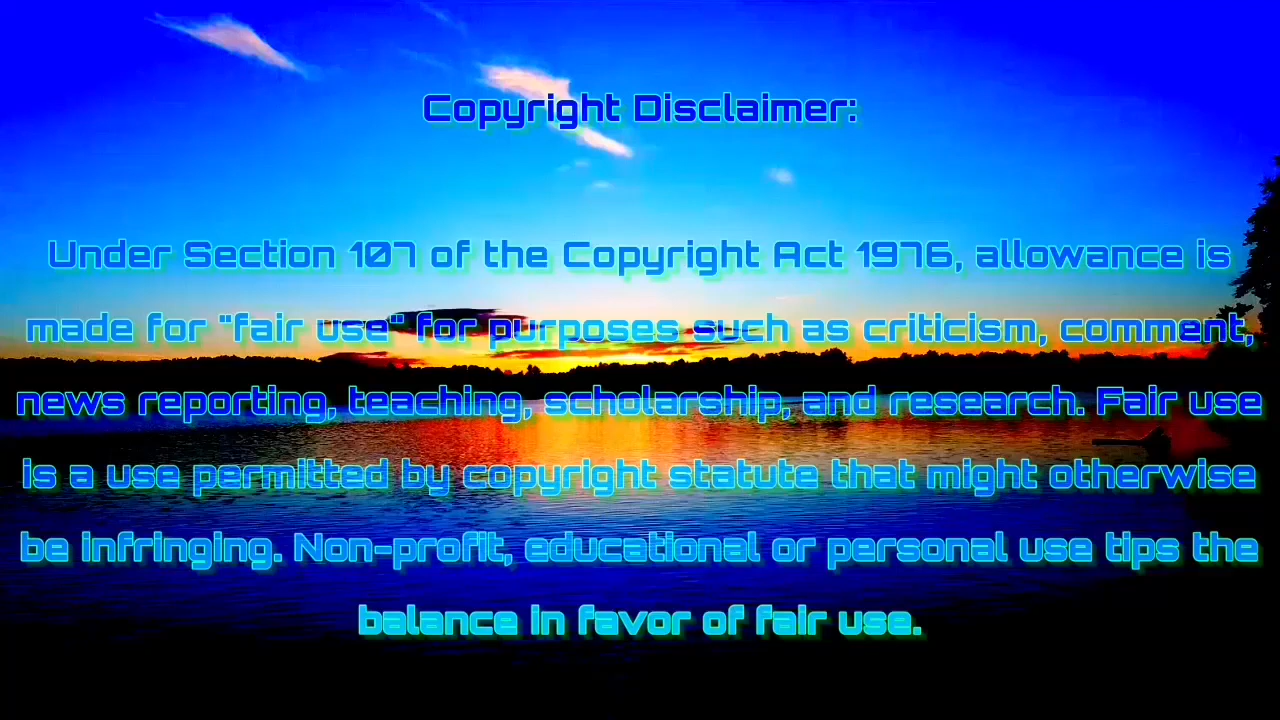 Copyright Disclaimer:
Under Section 107 of the Copyright Act 1976, allowance is
made for "fair use" for purposes such as criticism, comment,
news reporting, teaching, scholarship, and research. Fair use
is a use permitted by copyright statute that might otherwise
be infringing. Non-profit, educational or personal use tips the
balance in favor of fair use.